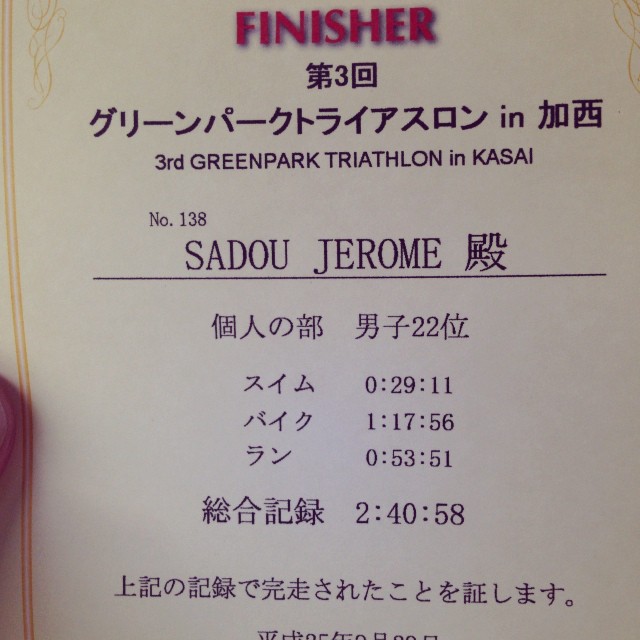 FINISHER
第3回
グリーンパークトライアスロン in 加西
3rd GREENPARK TRIATHLON in KASAI
No. 138
SADOU JEROME 殿
個人の部 男子22位
スイム 0:29:11
バイク 1:17:56
ラン 0:53:51
総合記録 2:40:58
上記の記録で完走されたことを証します。